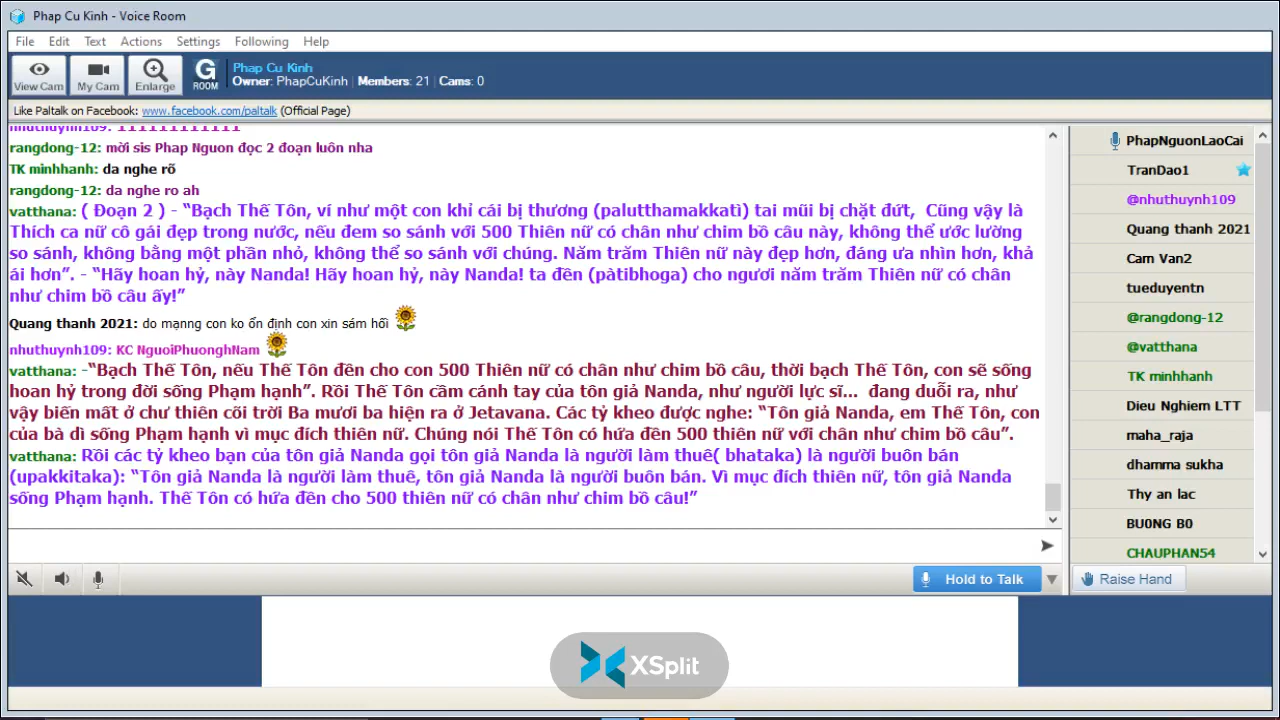 Phap Cu Kinh - Voice Room
File Edit Text Actions Settings Following Help
View Cam My Cam Enlarge G ROOM
Phap Cu Kinh
Owner: PhapCuKinh | Members: 21 | Cams: 0
Like Paltalk on Facebook: www.facebook.com/paltalk (Official Page)
nhuthuynh109: 111111111111
rangdong-12: mời sis Phap Nguon đọc 2 đoạn luôn nha
TK minhhanh: da nghe rõ
rangdong-12: da nghe ro ah
vatthana: ( Đoạn 2 ) - “Bạch Thế Tôn, ví như một con khỉ cái bị thương (palutthamakkatì) tai mũi bị chặt đứt, Cũng vậy là
Thích ca nữ cô gái đẹp trong nước, nếu đem so sánh với 500 Thiên nữ có chân như chim bồ câu này, không thể ước lường
so sánh, không bằng một phần nhỏ, không thể so sánh với chúng. Năm trăm Thiên nữ này đẹp hơn, đáng ưa nhìn hơn, khả
ái hơn”. - “Hãy hoan hỷ, này Nanda! Hãy hoan hỷ, này Nanda! ta đền (pàtibhoga) cho ngươi năm trăm Thiên nữ có chân
như chim bồ câu ấy!”
Quang thanh 2021: do mạnng con ko ổn định con xin sám hối
nhuthuynh109: KC NguoiPhuonghNam
vatthana: -“Bạch Thế Tôn, nếu Thế Tôn đền cho con 500 Thiên nữ có chân như chim bồ câu, thời bạch Thế Tôn, con sẽ sống
hoan hỷ trong đời sống Phạm hạnh”. Rồi Thế Tôn cầm cánh tay của tôn giả Nanda, như người lực sĩ... đang duỗi ra, như
vậy biến mất ở chư thiên cõi trời Ba mươi ba hiện ra ở Jetavana. Các tỷ kheo được nghe: “Tôn giả Nanda, em Thế Tôn, con
của bà dì sống Phạm hạnh vì mục đích thiên nữ. Chúng nói Thế Tôn có hứa đền 500 thiên nữ với chân như chim bồ câu”.
vatthana: Rồi các tỷ kheo bạn của tôn giả Nanda gọi tôn giả Nanda là người làm thuê( bhataka) là người buôn bán
(upakkitaka): “Tôn giả Nanda là người làm thuê, tôn giả Nanda là người buôn bán. Vì mục đích thiên nữ, tôn giả Nanda
sống Phạm hạnh. Thế Tôn có hứa đền cho 500 thiên nữ có chân như chim bồ câu!”
PhapNguonLaoCai
TranDao1
@nhuthuynh109
Quang thanh 2021
Cam Van2
tueduyentn
@rangdong-12
@vatthana
TK minhhanh
Dieu Nghiem LTT
maha_raja
dhamma sukha
Thy an lac
BU0NG B0
CHAUPHAN54
Hold to Talk
Raise Hand
XSplit